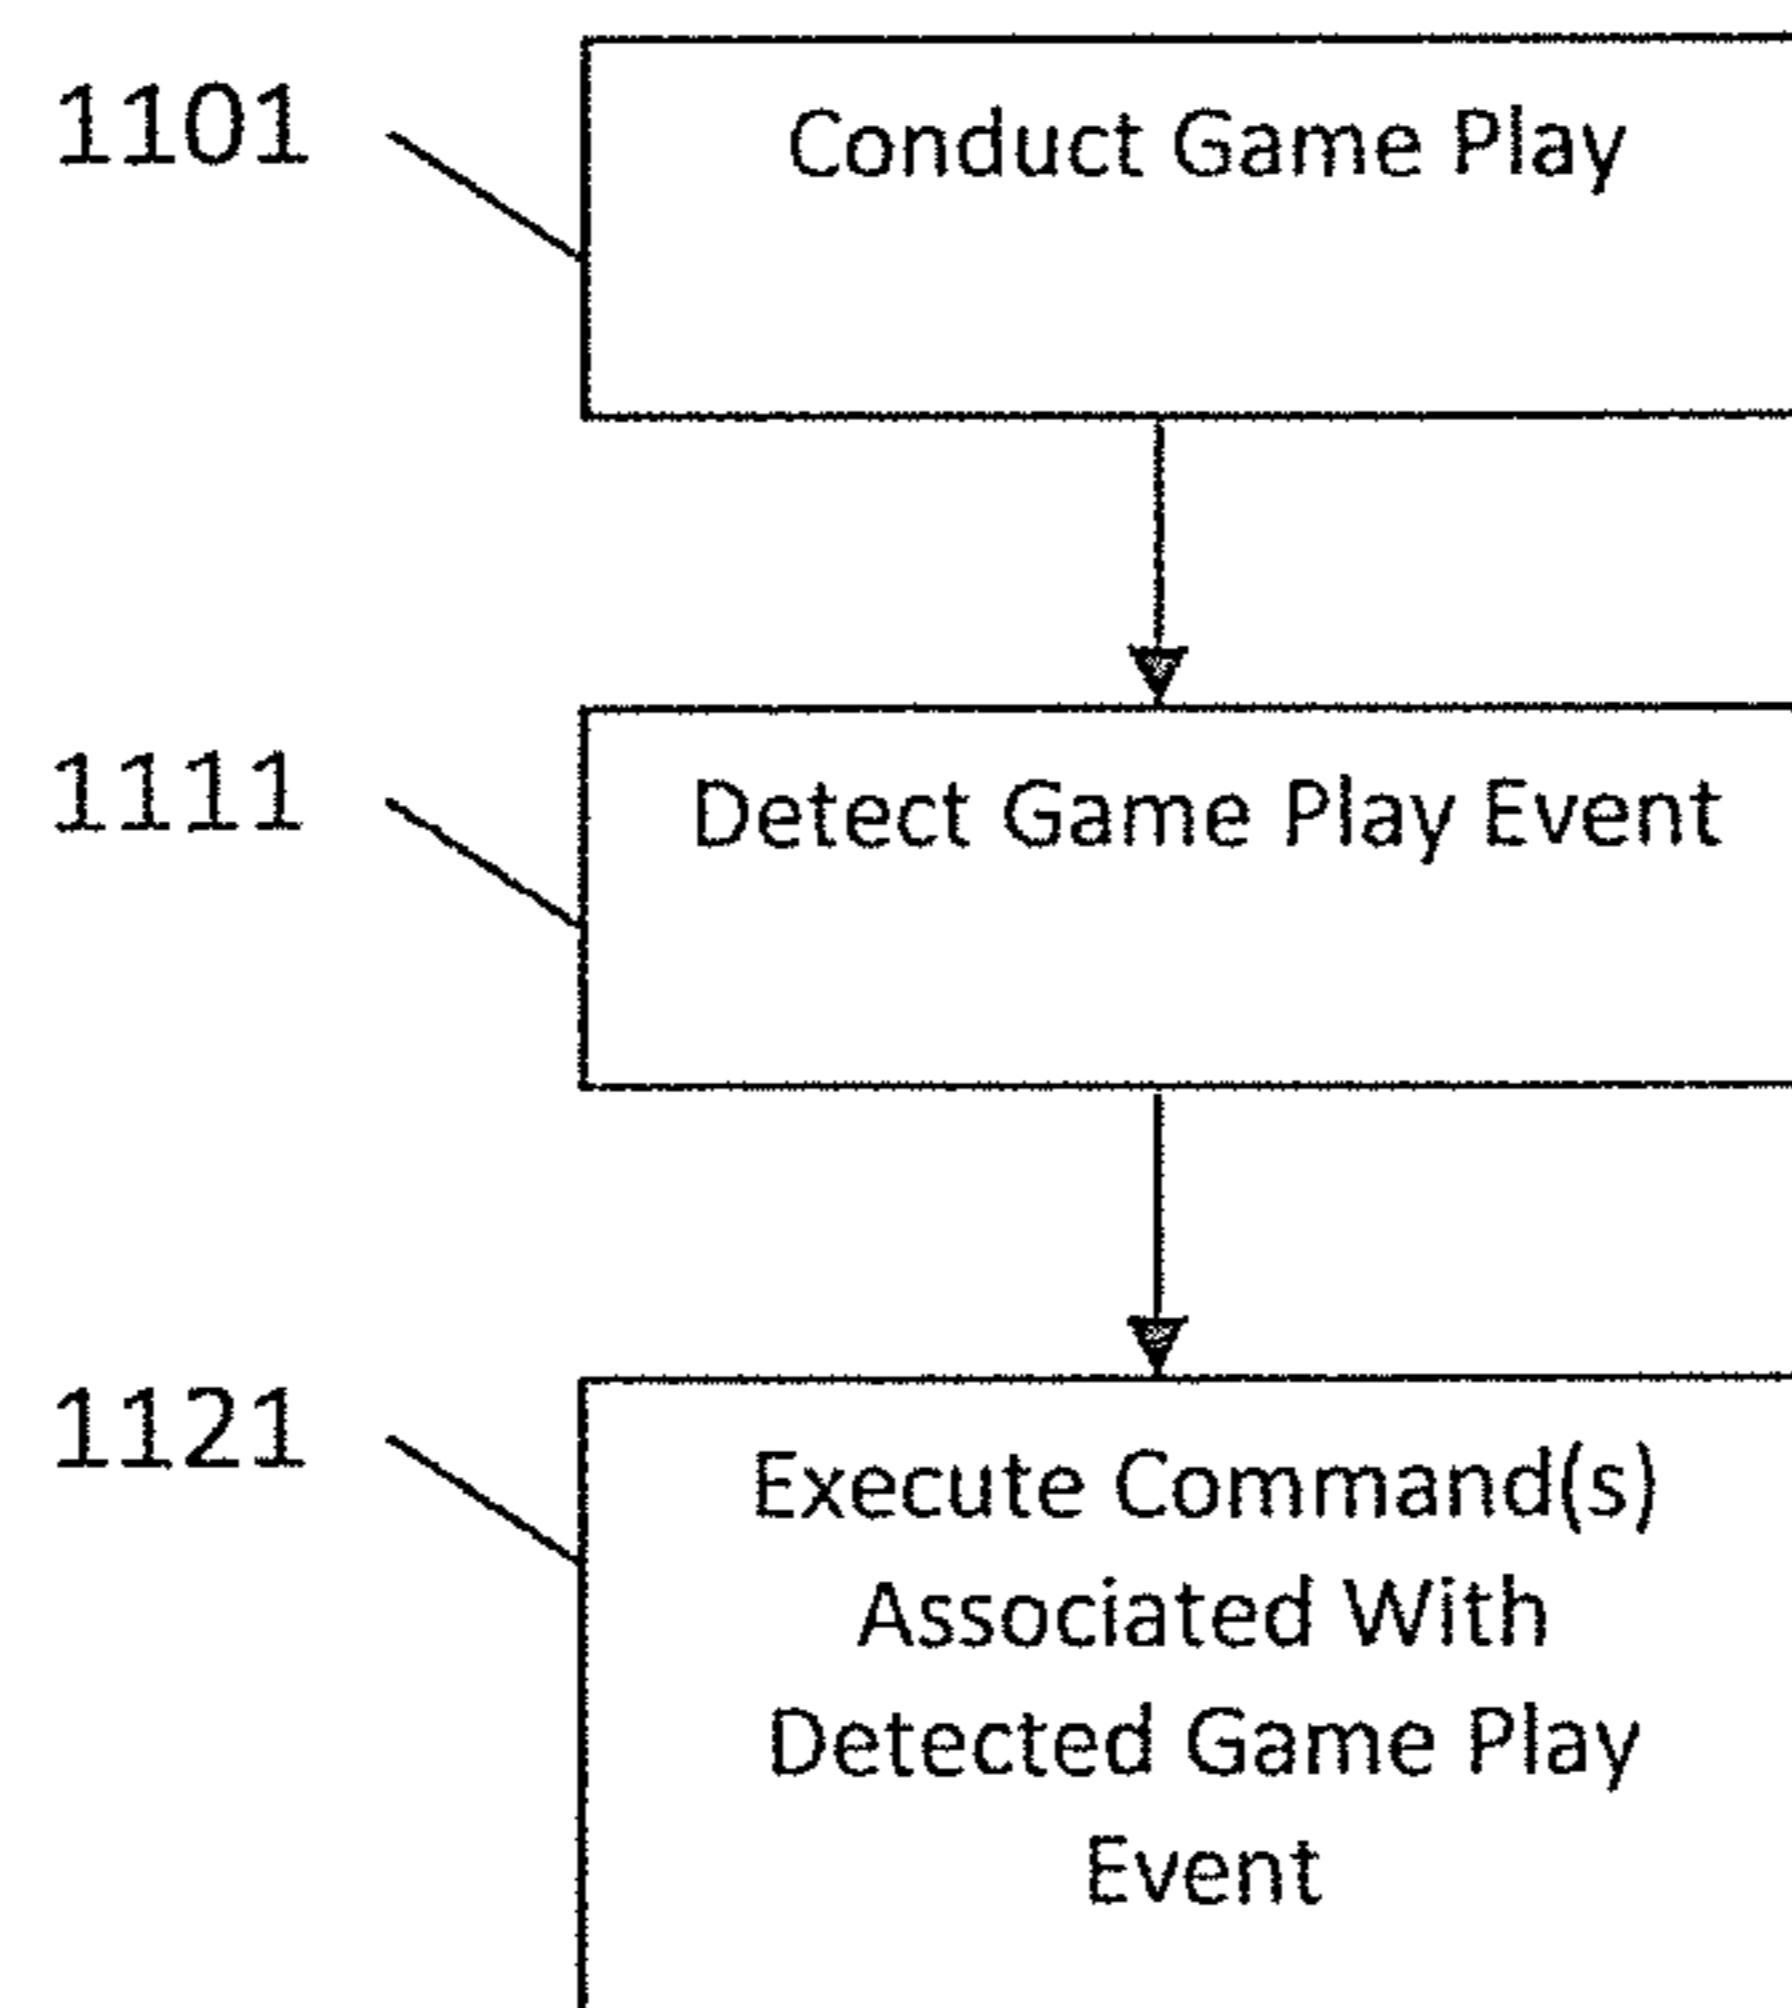 1101
Conduct Game Play
1111
Detect Game Play Event
1121
Execute Command(s)
Associated With
Detected Game Play
Event